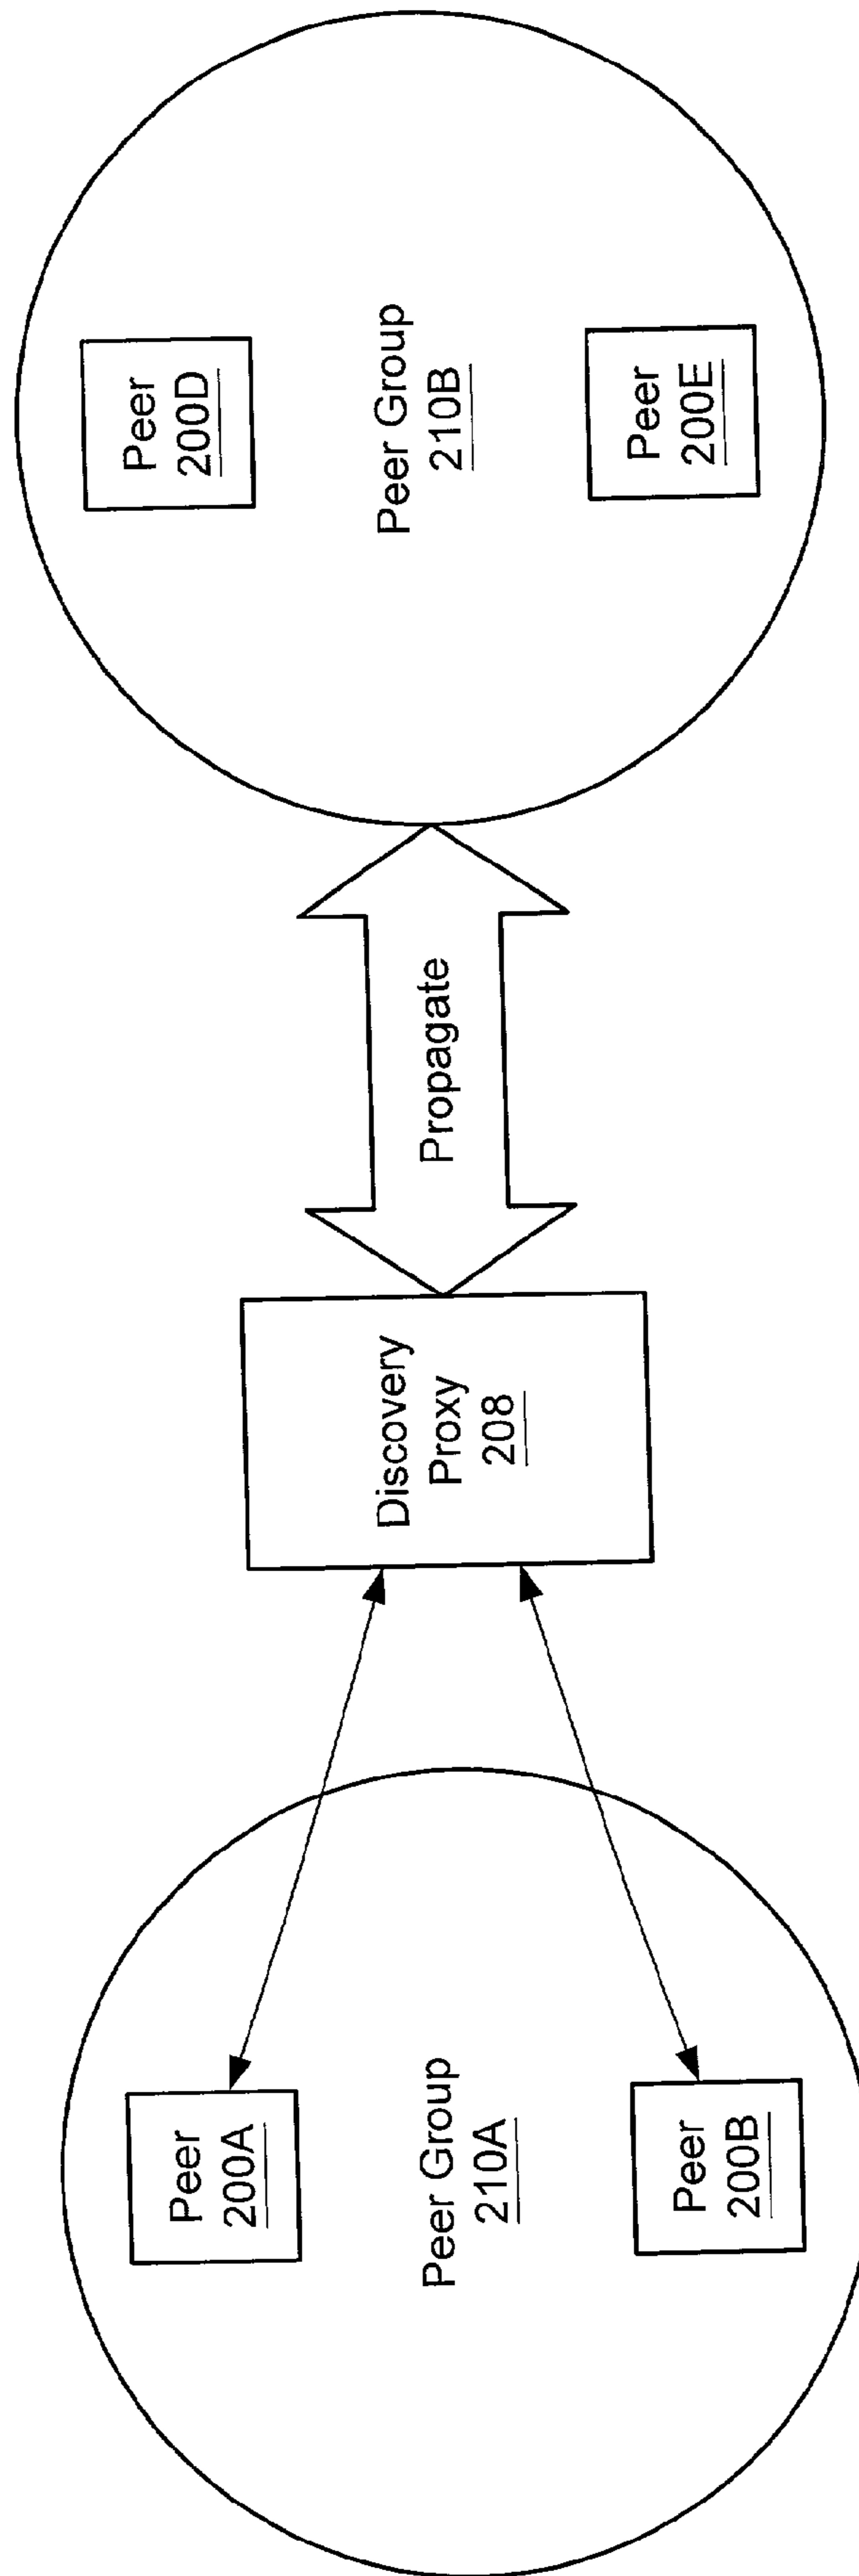 Peer
200A
Peer Group
210A
Peer
200B
Discovery
Proxy
208
Propagate
Peer
200D
Peer Group
210B
Peer
200E